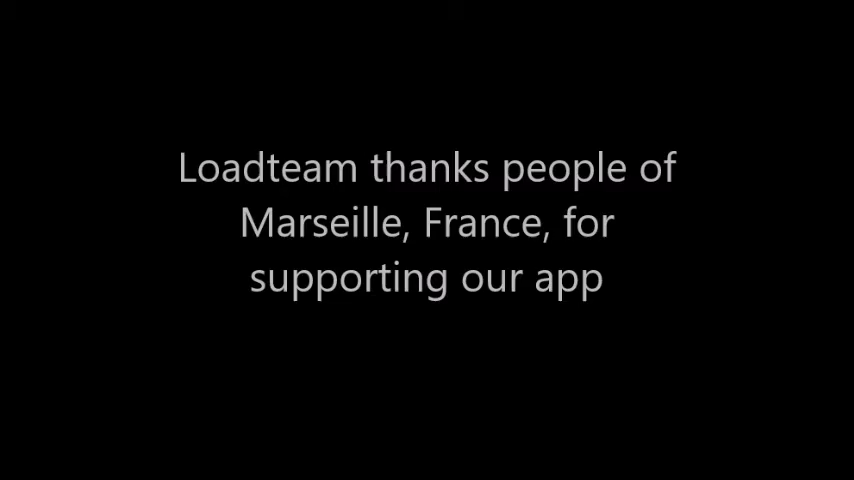 Loadteam thanks people of
Marseille, France, for
supporting our app